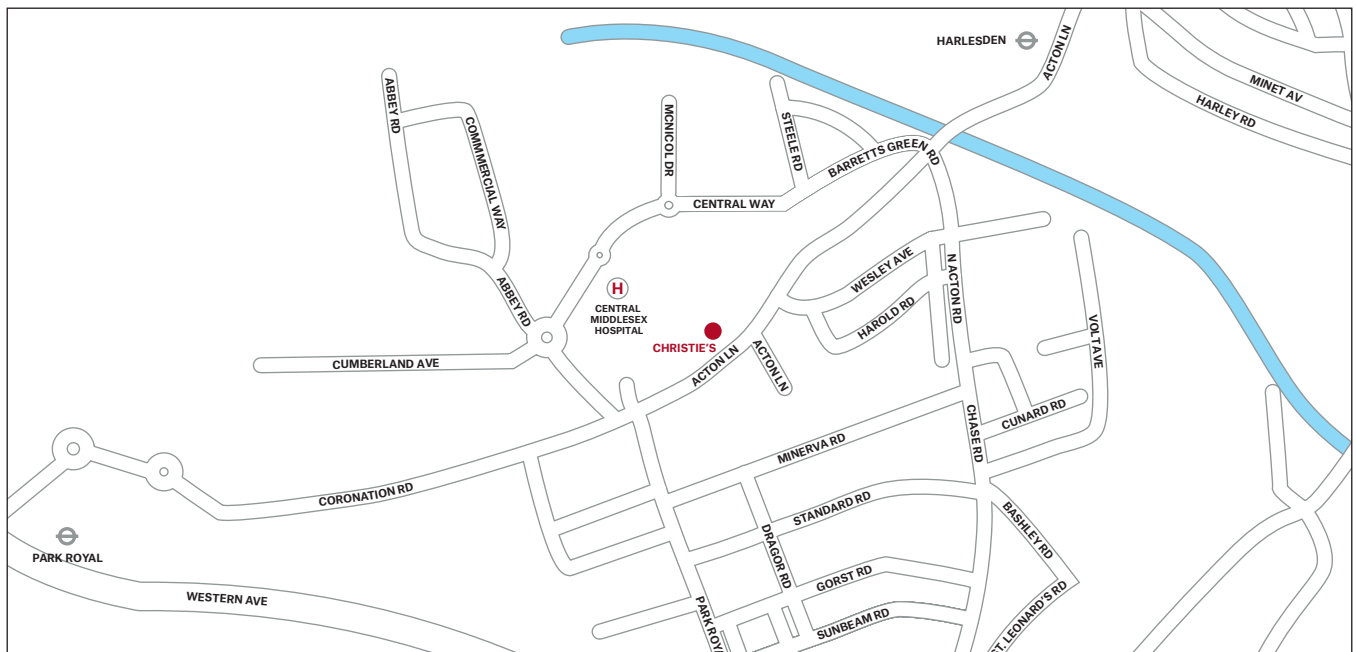 HARLESDEN
ACTON LN
MINET AV
HARLEY RD
ABBEY RD
COMMMERCIAL WAY
MCNICOL DR
STEELE RD
BARRETTS GREEN RD
CENTRAL WAY
ABBEY RD
H
CENTRAL
MIDDLESEX
HOSPITAL
CHRISTIE'S
WESLEY AVE
HAROLD RD
N ACTON RD
VOLT AVE
ACTON LN
ACTON LN
CUMBERLAND AVE
CUNARD RD
CHASE RD
MINERVA RD
CORONATION RD
STANDARD RD
BASHLEY RD
DRAGOR RD
PARK ROYAL
GORST RD
WESTERN AVE
SUNBEAM RD
PARK ROYA
ST. LEONARD'S RD